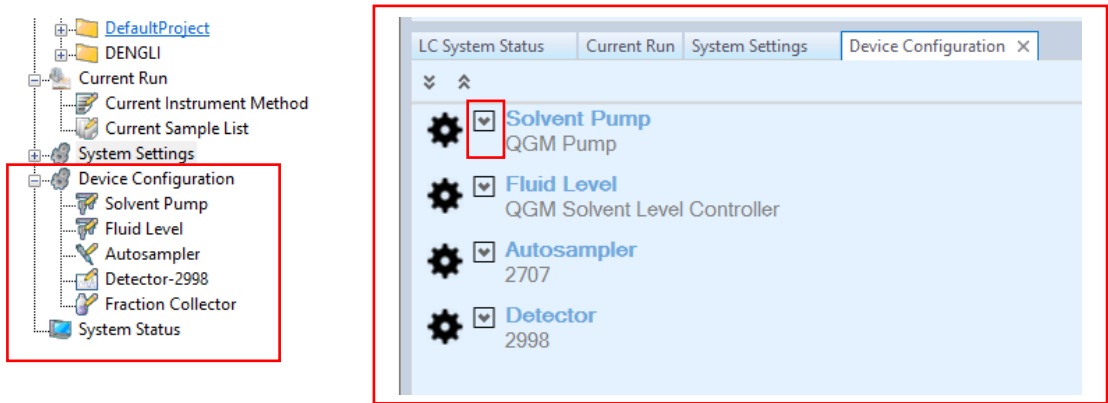 DefaultProject
DENGLI
Current Run
Current Instrument Method
Current Sample List
System Settings
Device Configuration
Solvent Pump
Fluid Level
Autosampler
Detector-2998
Fraction Collector
System Status
LC System Status Current Run System Settings Device Configuration
Solvent Pump
QGM Pump
Fluid Level
QGM Solvent Level Controller
Autosampler
2707
Detector
2998